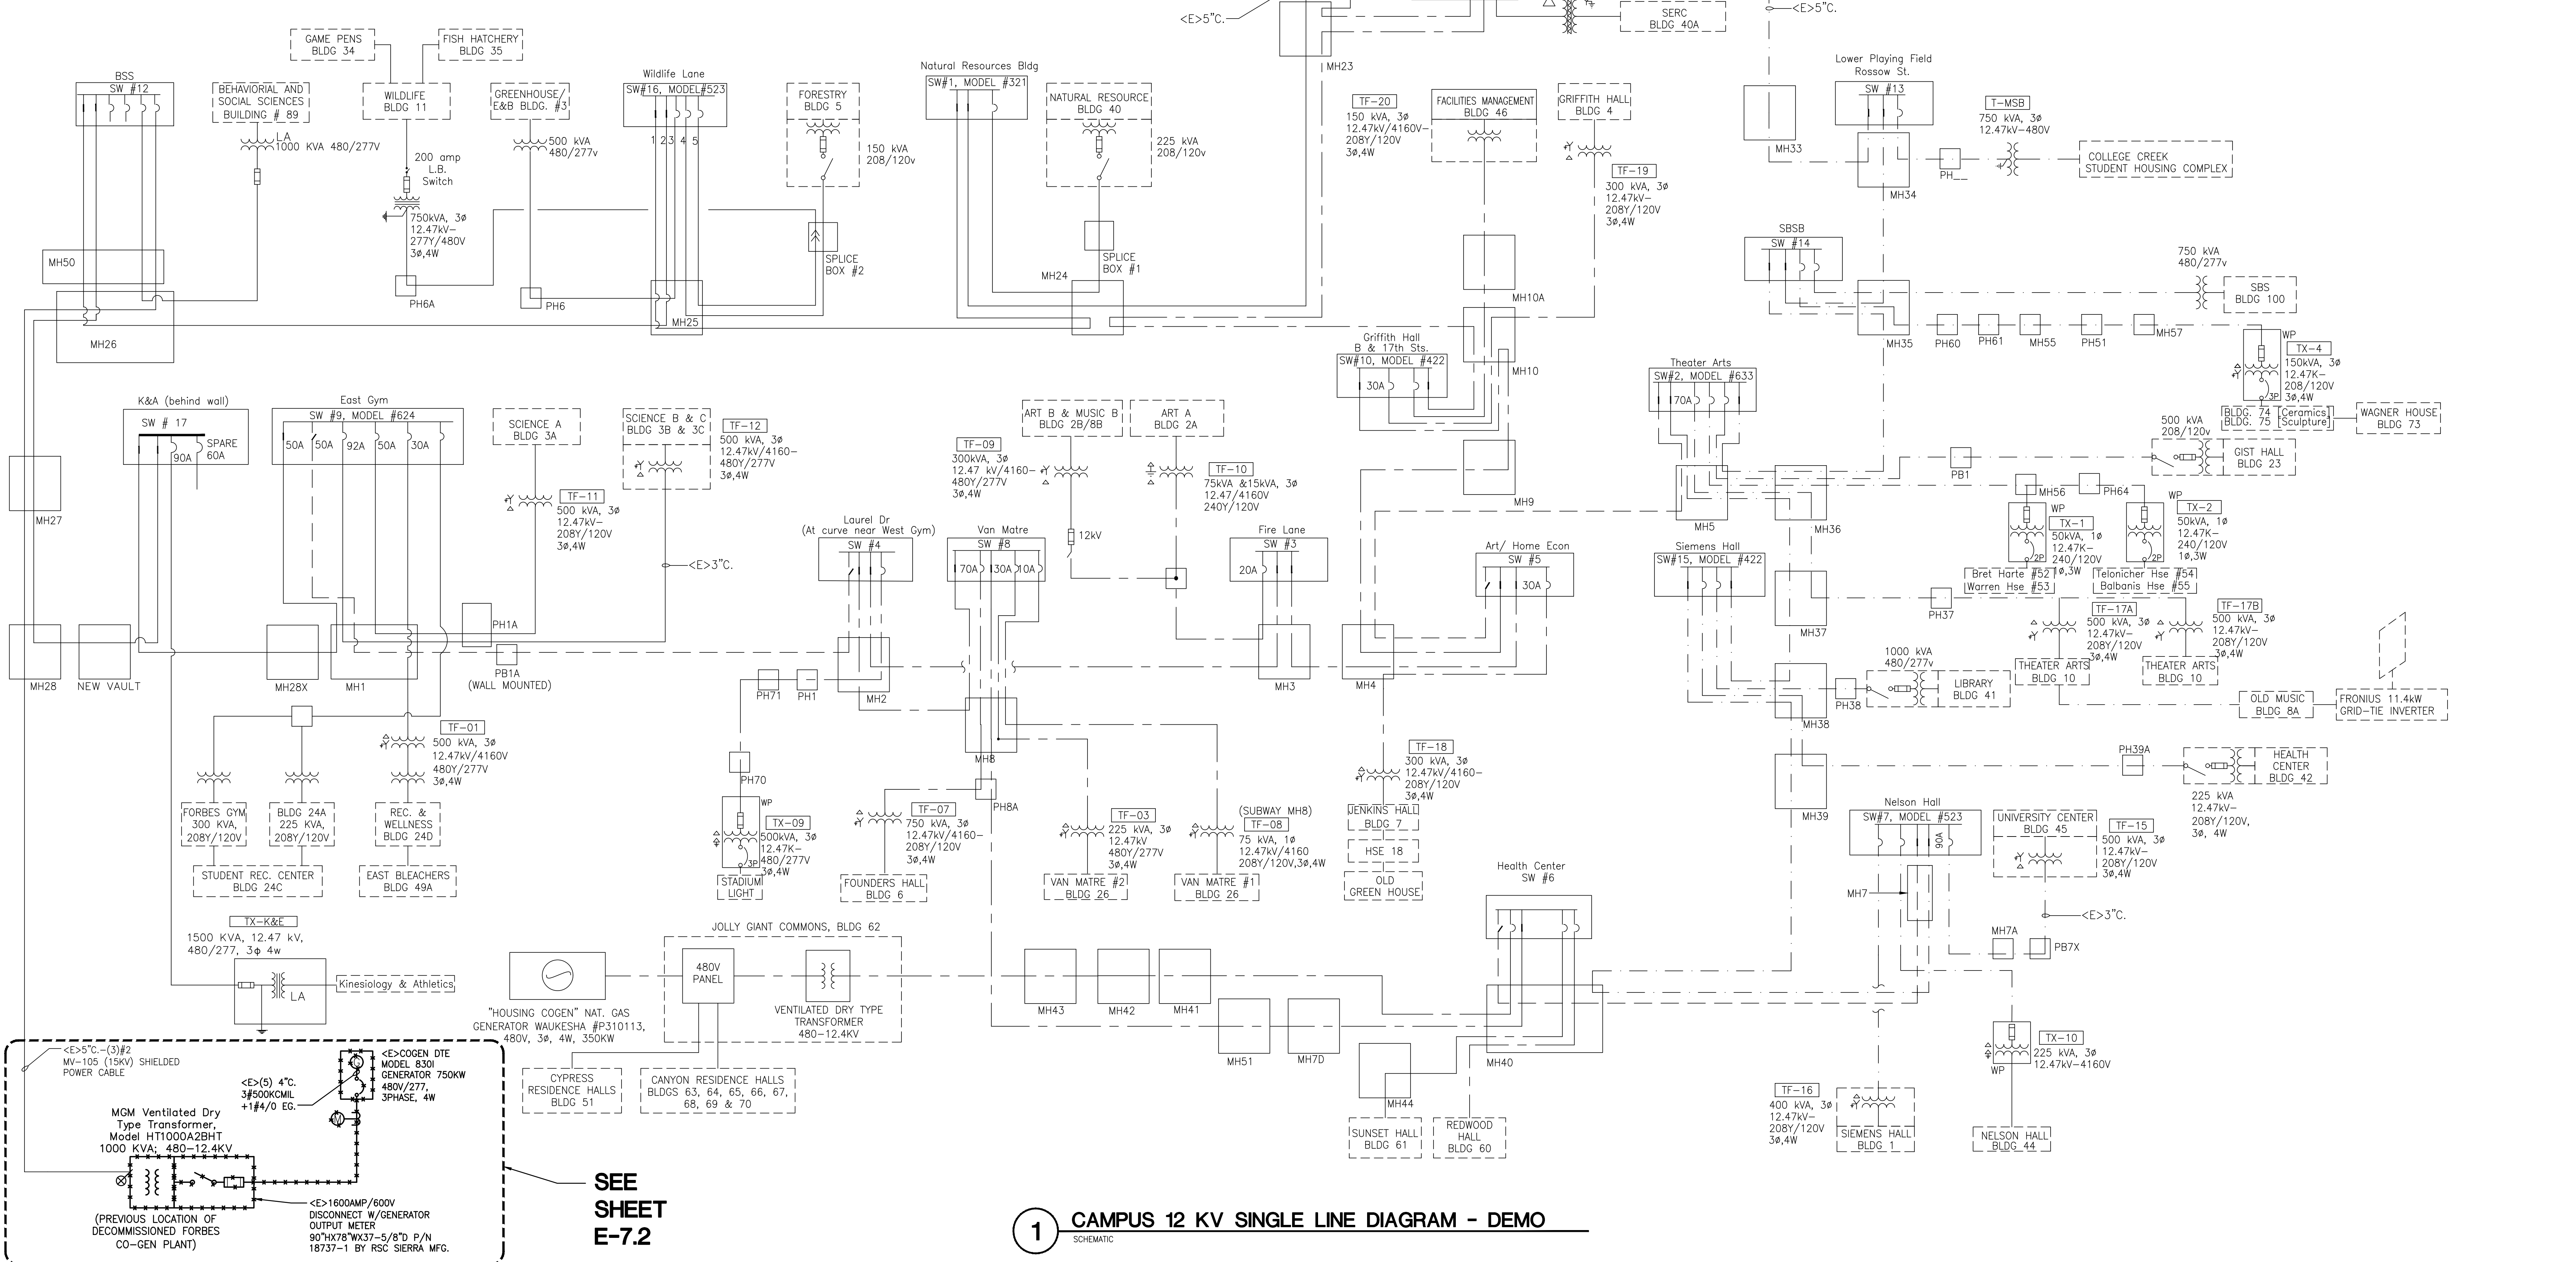 <E>5"C.
SERC
BLDG 40A
<E>5"C.
MH23
GAME PENS
BLDG 34
FISH HATCHERY
BLDG 35
BSS
SW #12
BEHAVIORIAL AND
SOCIAL SCIENCES
BUILDING # 89
LA
1000 KVA 480/277V
WILDLIFE
BLDG 11
200 amp
L.B.
Switch
750kVA, 3ø
12.47kV-
277Y/480V
3ø,4W
GREENHOUSE/
E&B BLDG. #3
500 kVA
480/277v
Wildlife Lane
SW#16, MODEL#523
1 2 3 4 5
FORESTRY
BLDG 5
150 kVA
208/120v
Natural Resources Bldg
SW#1, MODEL #321
NATURAL RESOURCE
BLDG 40
225 kVA
208/120v
TF-20
150 kVA, 3ø
12.47kV/4160V-
208Y/120V
3ø,4W
FACILITIES MANAGEMENT
BLDG 46
GRIFFITH HALL
BLDG 4
TF-19
300 kVA, 3ø
12.47kV-
208Y/120V
3ø,4W
MH33
Lower Playing Field
Rossow St.
SW #13
T-MSB
750 kVA, 3ø
12.47kV-480V
PH__
COLLEGE CREEK
STUDENT HOUSING COMPLEX
MH34
MH50
MH26
PH6A
PH6
SPLICE
BOX #2
MH25
SPLICE
BOX #1
MH24
MH10A
MH10
SBSB
SW #14
750 kVA
480/277v
SBS
BLDG 100
MH35
PH60
PH61
MH55
PH51
MH57
WP
TX-4
150kVA, 3ø
12.47K-
208/120V
3ø,4W
3P
BLDG. 74 [Ceramics]
BLDG. 75 [Sculpture]
WAGNER HOUSE
BLDG 73
Griffith Hall
B & 17th Sts.
SW#10, MODEL #422
30A
Theater Arts
SW#2, MODEL #633
70A
500 kVA
208/120v
GIST HALL
BLDG 23
PB1
K&A (behind wall)
SW # 17
90A
SPARE
60A
East Gym
SW #9, MODEL #624
50A
50A
92A
50A
30A
SCIENCE A
BLDG 3A
TF-11
500 kVA, 3ø
12.47kV-
208Y/120V
3ø,4W
SCIENCE B & C
BLDG 3B & 3C
TF-12
500 kVA, 3ø
12.47kV/4160-
480Y/277V
3ø,4W
<E>3"C.
TF-09
300kVA, 3ø
12.47 kV/4160-
480Y/277V
3ø,4W
ART B & MUSIC B
BLDG 2B/8B
12kV
ART A
BLDG 2A
TF-10
75kVA &15kVA, 3ø
12.47/4160V
240Y/120V
MH9
MH5
MH36
MH56
PH64
WP
TX-1
50kVA, 1ø
12.47K-
240/120V
1ø,3W
2P
Bret Harte #52
Warren Hse #53
WP
TX-2
50kVA, 1ø
12.47K-
240/120V
1ø,3W
2P
Telonicher Hse #54
Balbanis Hse #55
MH27
Laurel Dr
(At curve near West Gym)
SW #4
Van Matre
SW #8
70A
30A
10A
Fire Lane
SW #3
20A
Art/ Home Econ
SW #5
30A
Siemens Hall
SW#15, MODEL #422
MH37
PH37
TF-17A
500 kVA, 3ø
12.47kV-
208Y/120V
3ø,4W
THEATER ARTS
BLDG 10
TF-17B
500 kVA, 3ø
12.47kV-
208Y/120V
3ø,4W
THEATER ARTS
BLDG 10
OLD MUSIC
BLDG 8A
FRONIUS 11.4kW
GRID-TIE INVERTER
MH28
NEW VAULT
MH28X
MH1
PH1A
PB1A
(WALL MOUNTED)
PH71
PH1
MH2
MH3
MH4
1000 kVA
480/277v
PH38
LIBRARY
BLDG 41
MH38
TF-01
500 kVA, 3ø
12.47kV/4160V
480Y/277V
3ø,4W
FORBES GYM
300 KVA,
208Y/120V
BLDG 24A
225 KVA,
208Y/120V
REC. &
WELLNESS
BLDG 24D
STUDENT REC. CENTER
BLDG 24C
EAST BLEACHERS
BLDG 49A
PH70
WP
TX-09
500kVA, 3ø
12.47K-
480/277V
3ø,4W
3P
STADIUM
LIGHT
TF-07
750 kVA, 3ø
12.47kV/4160-
208Y/120V
3ø,4W
FOUNDERS HALL
BLDG 6
MH8
PH8A
TF-03
225 kVA, 3ø
12.47kV
480Y/277V
3ø,4W
VAN MATRE #2
BLDG 26
(SUBWAY MH8)
TF-08
75 kVA, 1ø
12.47kV/4160
208Y/120V,3ø,4W
VAN MATRE #1
BLDG 26
TF-18
300 kVA, 3ø
12.47kV/4160-
208Y/120V
3ø,4W
JENKINS HALL
BLDG 7
HSE 18
OLD
GREEN HOUSE
MH39
PH39A
HEALTH
CENTER
BLDG 42
225 kVA
12.47kV-
208Y/120V,
3ø, 4W
Nelson Hall
SW#7, MODEL #523
90A
UNIVERSITY CENTER
BLDG 45
TF-15
500 kVA, 3ø
12.47kV-
208Y/120V
3ø,4W
MH7
<E>3"C.
MH7A
PB7X
Health Center
SW #6
TX-K&E
1500 KVA, 12.47 kV,
480/277, 3ϕ 4w
LA
Kinesiology & Athletics
JOLLY GIANT COMMONS, BLDG 62
480V
PANEL
VENTILATED DRY TYPE
TRANSFORMER
480-12.4KV
"HOUSING COGEN" NAT. GAS
GENERATOR WAUKESHA #P310113,
480V, 3ø, 4W, 350KW
MH43
MH42
MH41
MH51
MH7D
MH40
MH44
CYPRESS
RESIDENCE HALLS
BLDG 51
CANYON RESIDENCE HALLS
BLDGS 63, 64, 65, 66, 67,
68, 69 & 70
SUNSET HALL
BLDG 61
REDWOOD
HALL
BLDG 60
TF-16
400 kVA, 3ø
12.47kV-
208Y/120V
3ø,4W
SIEMENS HALL
BLDG 1
TX-10
225 kVA, 3ø
12.47kV-4160V
WP
NELSON HALL
BLDG 44
<E>5"C.-(3)#2
MV-105 (15KV) SHIELDED
POWER CABLE
<E>COGEN DTE
MODEL 830I
GENERATOR 750KW
480V/277,
3PHASE, 4W
G
M
<E>(5) 4"C.
3#500KCMIL
+1#4/0 EG.
MGM Ventilated Dry
Type Transformer,
Model HT1000A2BHT
1000 KVA; 480-12.4KV
(PREVIOUS LOCATION OF
DECOMMISSIONED FORBES
CO-GEN PLANT)
<E>1600AMP/600V
DISCONNECT W/GENERATOR
OUTPUT METER
90"HX78"WX37-5/8"D P/N
18737-1 BY RSC SIERRA MFG.
SEE
SHEET
E-7.2
1
CAMPUS 12 KV SINGLE LINE DIAGRAM - DEMO
SCHEMATIC